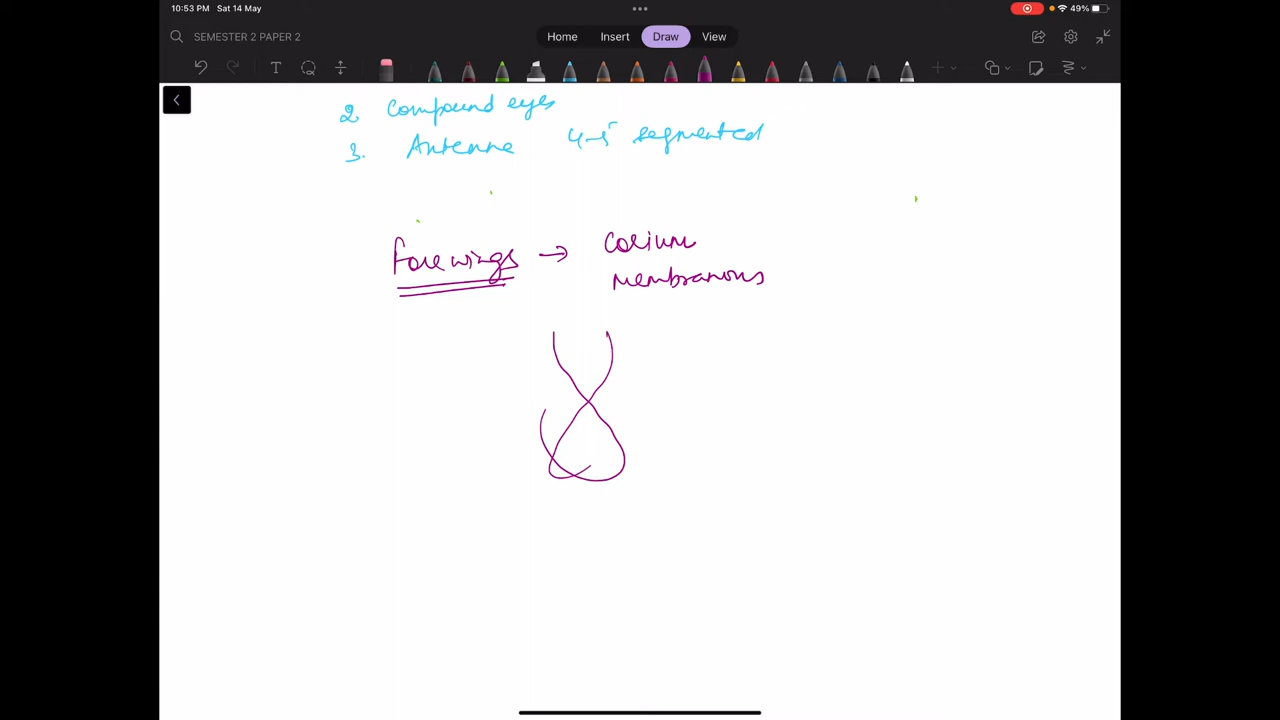 10:53 PM Sat 14 May
49%
SEMESTER 2 PAPER 2
Home Insert Draw View
2. Compound eyes
3. Antenne 4-5 segmented
Forewings → Corium
membranous